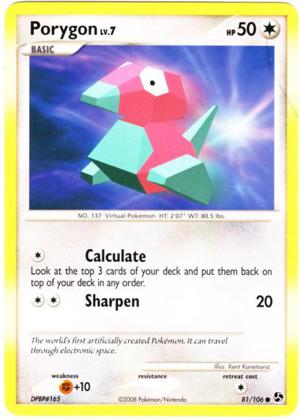 Porygon LV.7 HP 50
BASIC
NO. 137 Virtual Pokémon HT: 2'07" WT: 80.5 lbs.
Calculate
Look at the top 3 cards of your deck and put them back on
top of your deck in any order.
Sharpen 20
The world's first artificially created Pokémon. It can travel
through electronic space.
Illus. Kent Kanetsuna
weakness resistance retreat cost
+10
DPBP#165 ©2008 Pokémon/Nintendo 81/106